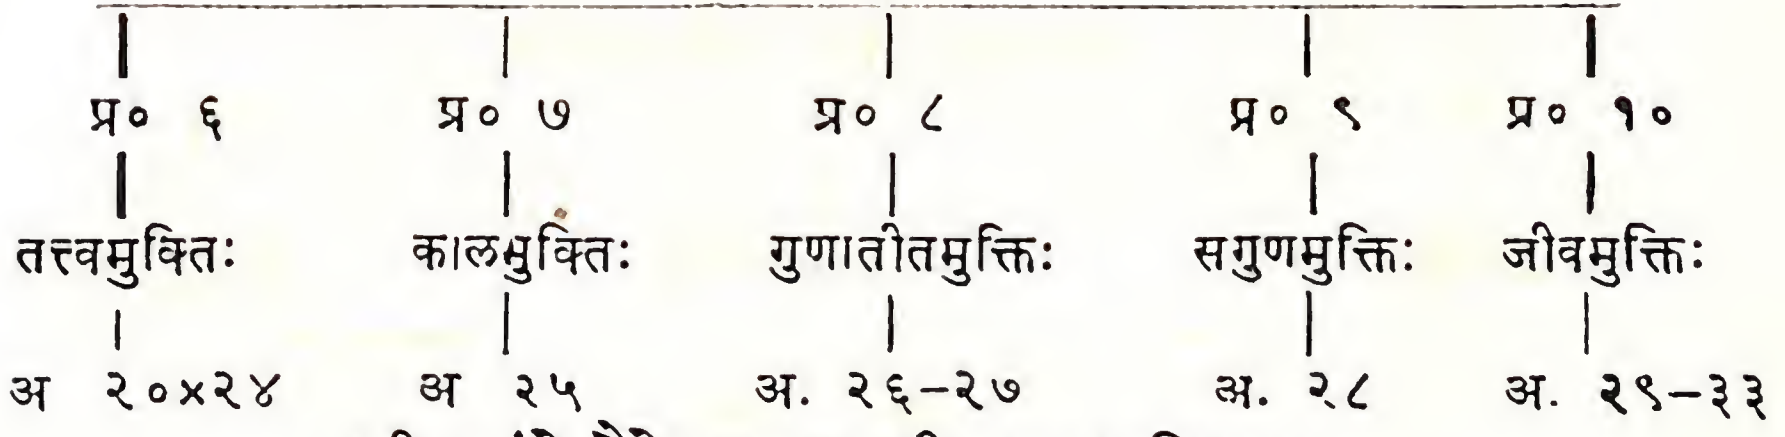 प्र० ६ प्र० ७ प्र० ८ प्र० ९ प्र० १०
तत्त्वमुक्तिः कालमुक्तिः गुणातीतमुक्तिः सगुणमुक्तिः जीवमुक्तिः
अ २०×२४ अ २५ अ. २६-२७ अ. २८ अ. २९-३३